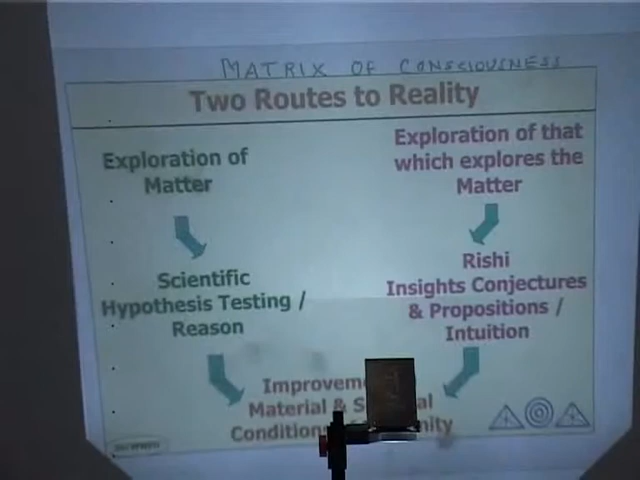 MATRIX OF CONSCIOUSNESS
Two Routes to Reality
Exploration of
Matter
Exploration of that
which explores the
Matter
Scientific
Hypothesis Testing /
Reason
Rishi
Insights Conjectures
& Propositions /
Intuition
Material &